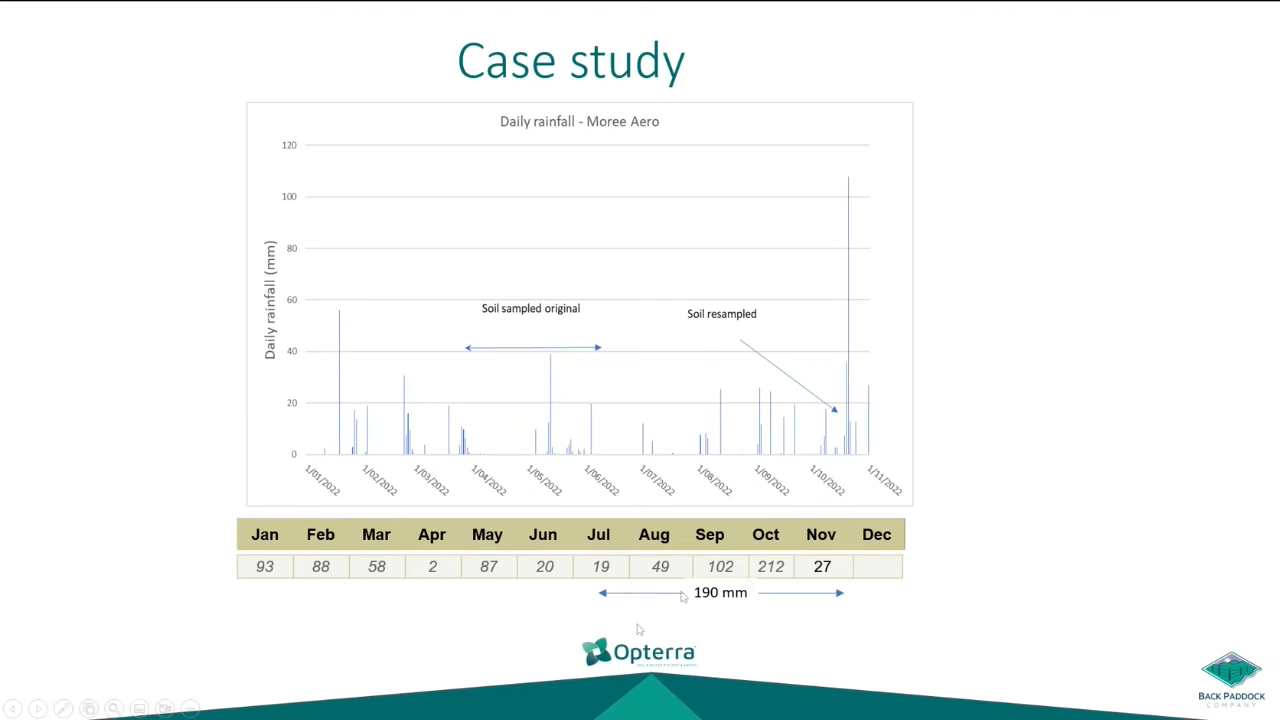 Case study
Daily rainfall - Moree Aero
Daily rainfall (mm)
120
100
80
60
40
20
0
Soil sampled original
Soil resampled
1/01/2022 1/02/2022 1/03/2022 1/04/2022 1/05/2022 1/06/2022 1/07/2022 1/08/2022 1/09/2022 1/10/2022 1/11/2022
Jan Feb Mar Apr May Jun Jul Aug Sep Oct Nov Dec
93 88 58 2 87 20 19 49 102 212 27
190 mm
Opterra
BACK PADDOCK
COMPANY